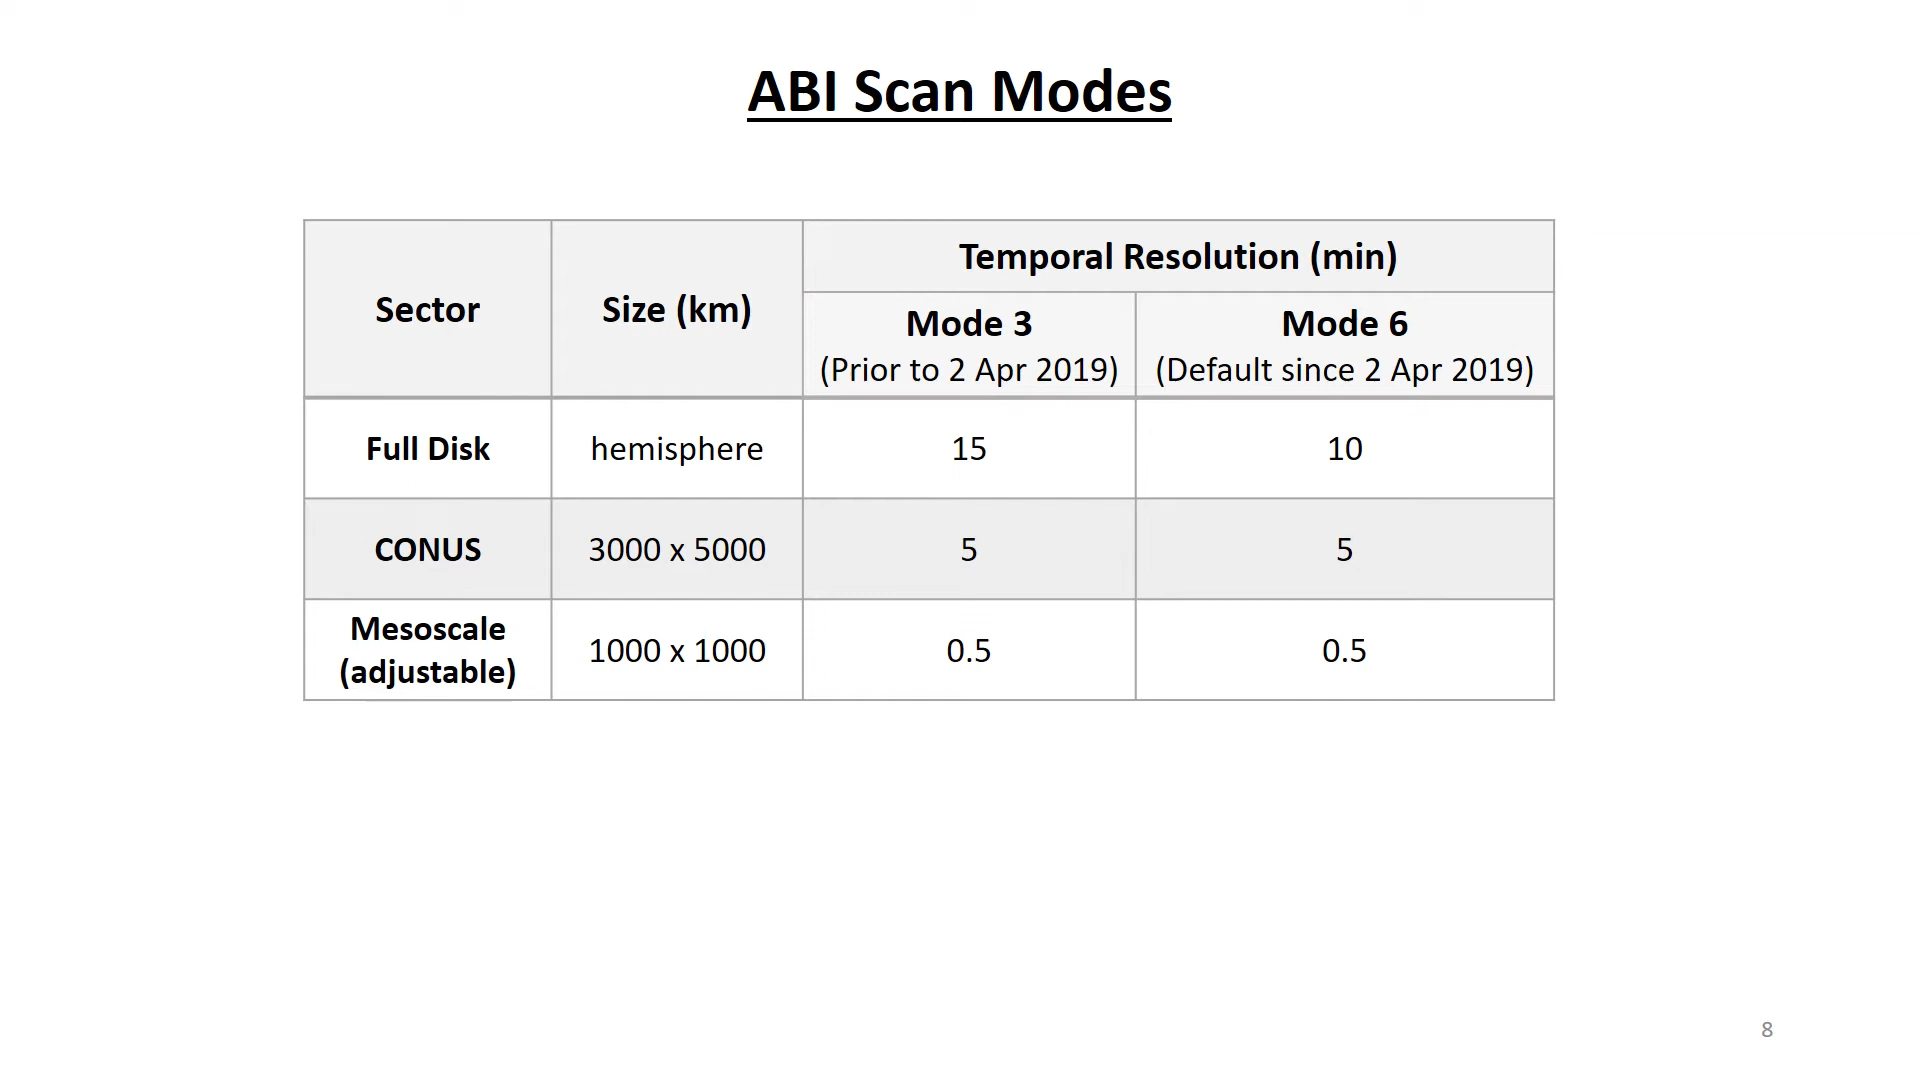 ABI Scan Modes
Sector
Size (km)
Temporal Resolution (min)
Mode 3
(Prior to 2 Apr 2019)
Mode 6
(Default since 2 Apr 2019)
Full Disk
hemisphere
15
10
CONUS
3000 x 5000
5
5
Mesoscale
(adjustable)
1000 x 1000
0.5
0.5
8